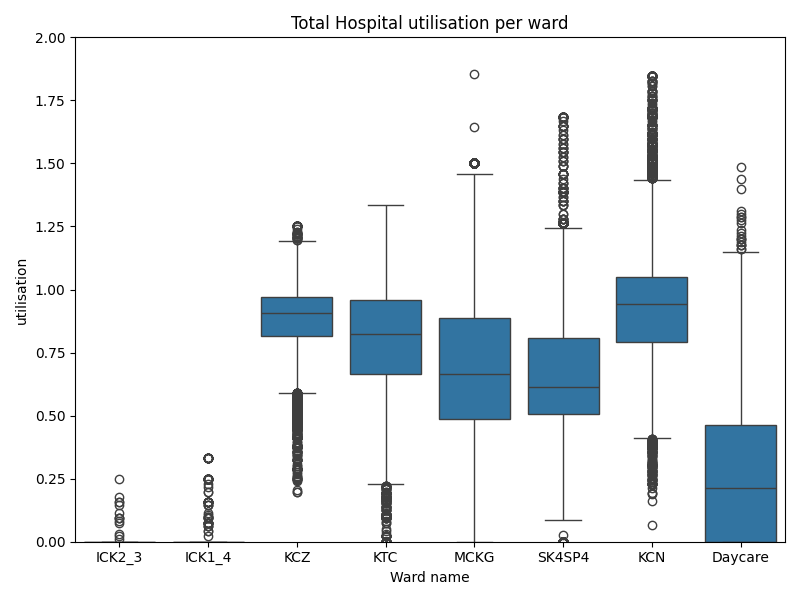 Total Hospital utilisation per ward
utilisation
2.00
1.75
1.50
1.25
1.00
0.75
0.50
0.25
0.00
ICK2_3 ICK1_4 KCZ KTC MCKG SK4SP4 KCN Daycare
Ward name